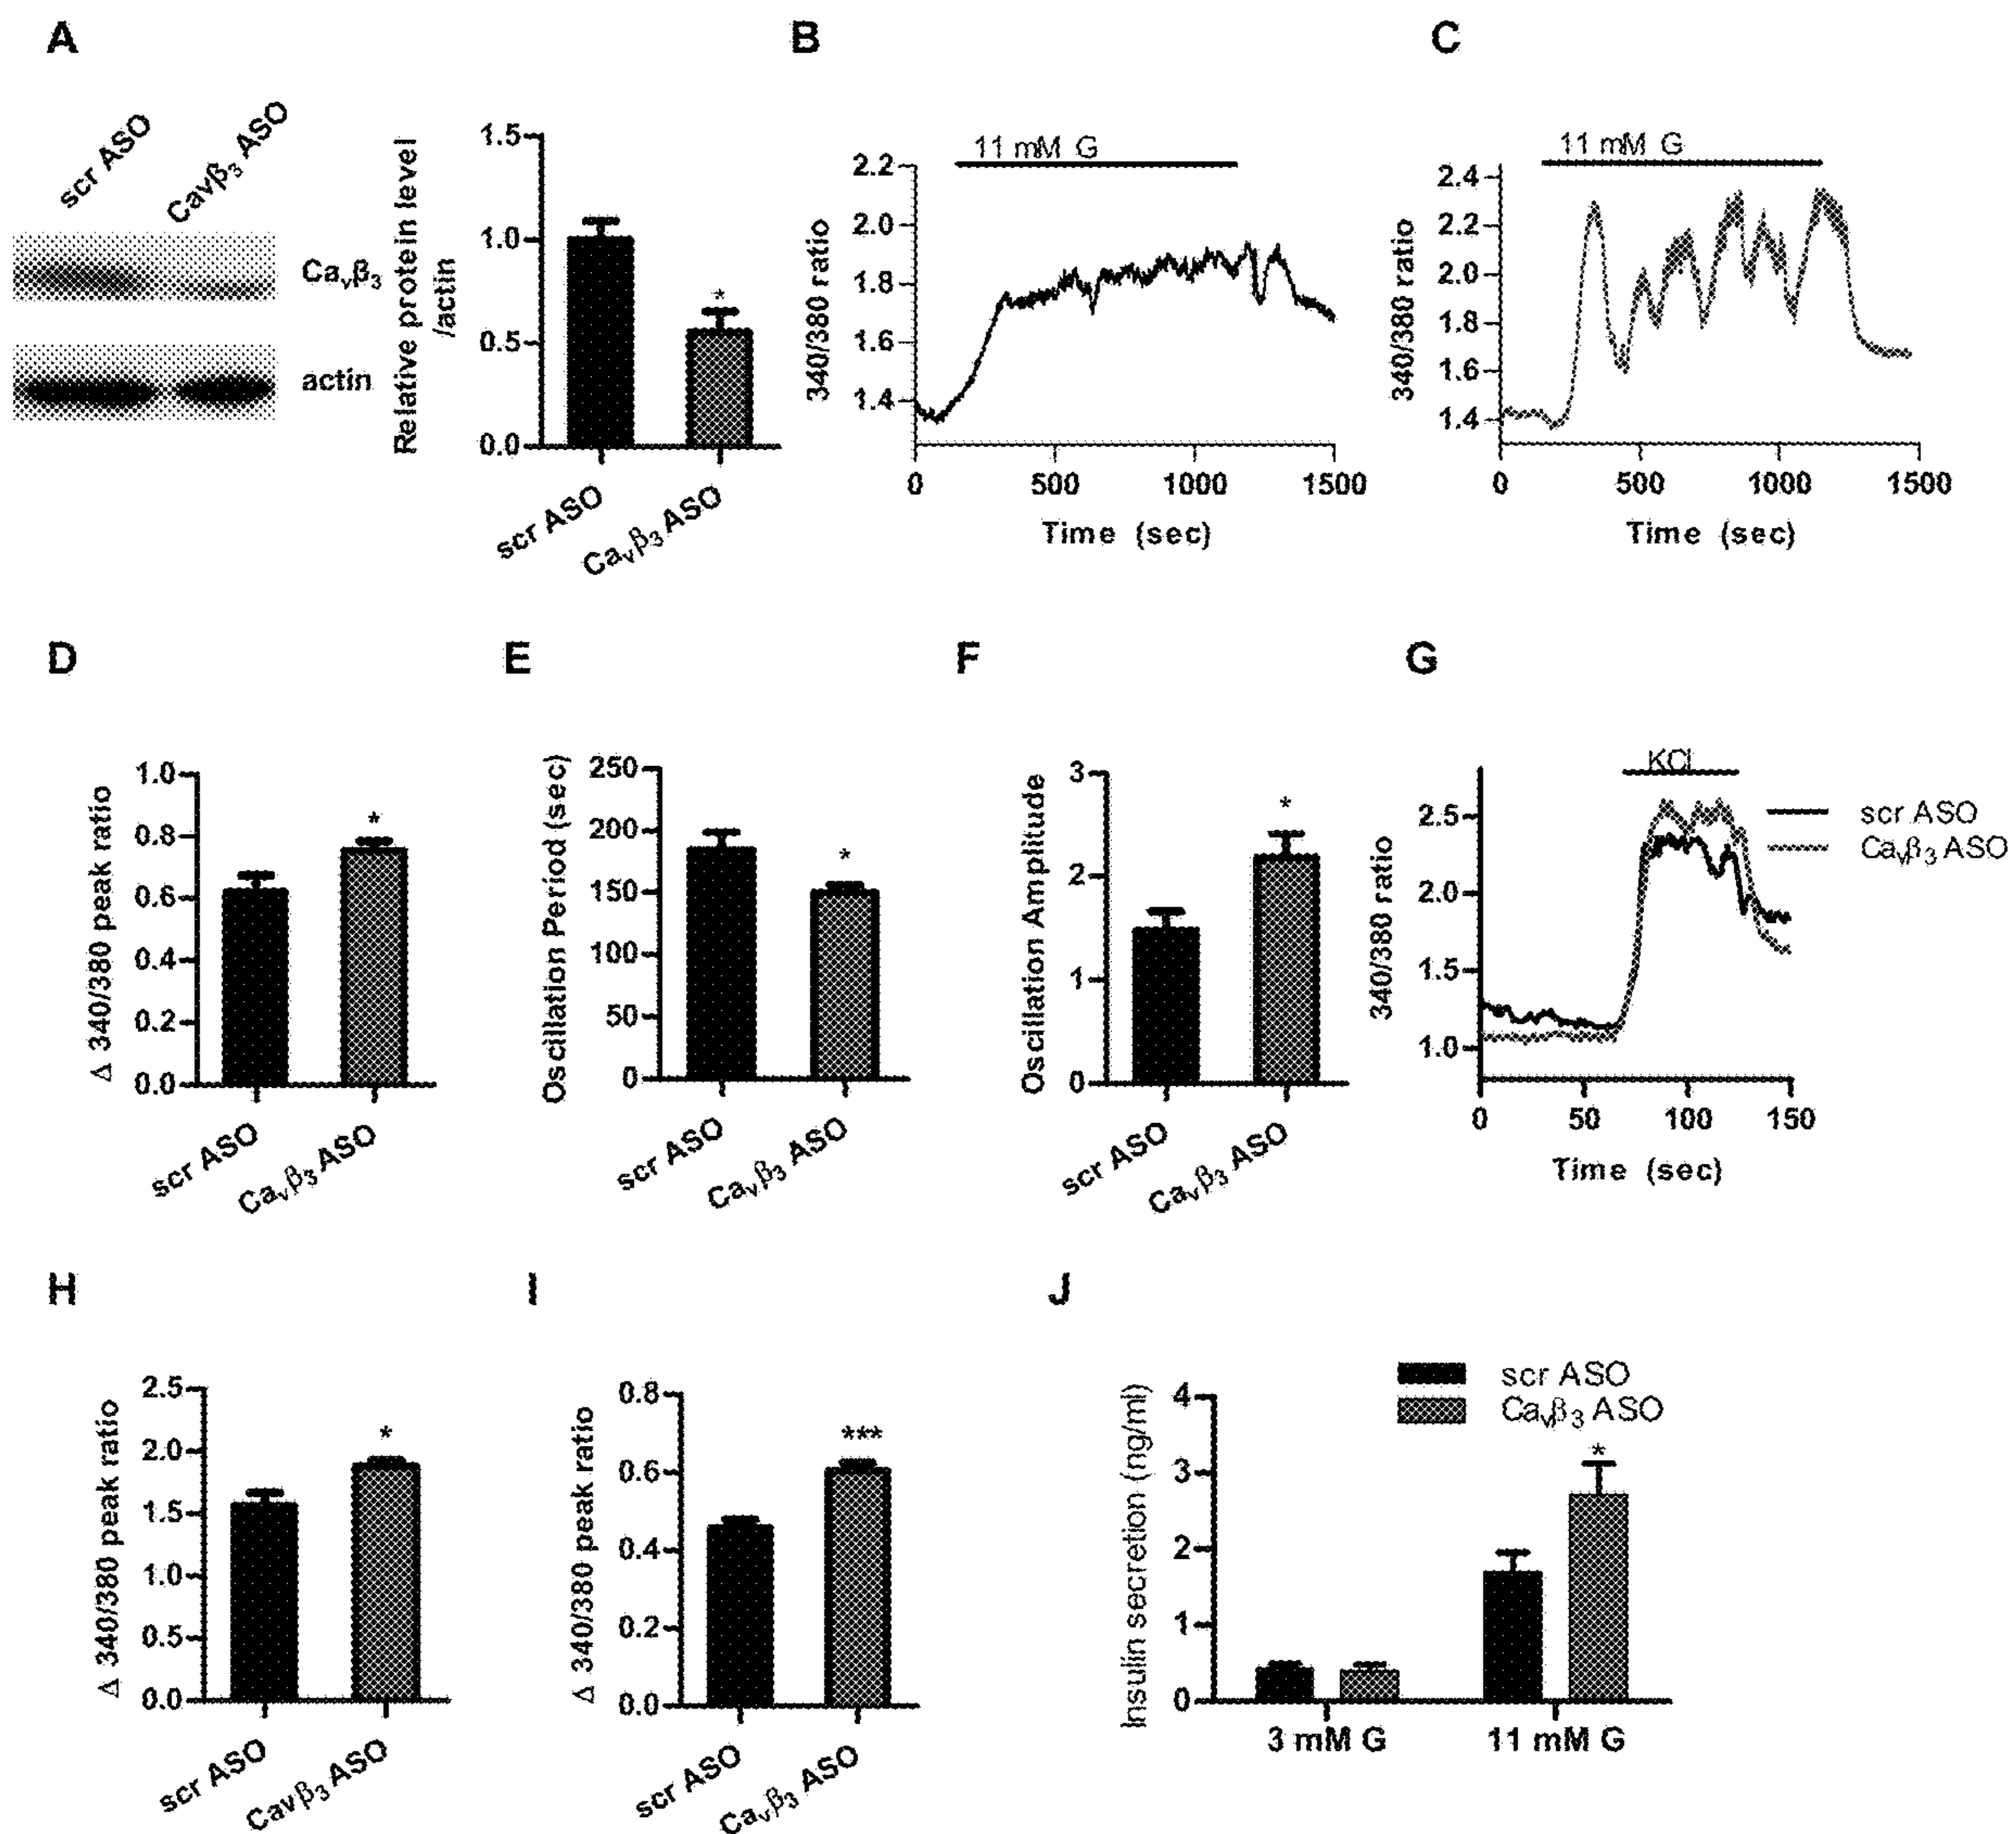 A
scr ASO
Cavβ3 ASO
Cavβ3
actin
Relative protein level
/actin
1.5
1.0
0.5
0.0
*
scr ASO
Cavβ3 ASO
B
11 mM G
340/380 ratio
2.2
2.0
1.8
1.6
1.4
0 500 1000 1500
Time (sec)
C
11 mM G
340/380 ratio
2.4
2.2
2.0
1.8
1.6
1.4
0 500 1000 1500
Time (sec)
D
Δ 340/380 peak ratio
1.0
0.8
0.6
0.4
0.2
0.0
*
scr ASO
Cavβ3 ASO
E
Oscillation Period (sec)
250
200
150
100
50
0
*
scr ASO
Cavβ3 ASO
F
Oscillation Amplitude
3
2
1
0
*
scr ASO
Cavβ3 ASO
G
KCl
340/380 ratio
2.5
2.0
1.5
1.0
0 50 100 150
Time (sec)
scr ASO
Cavβ3 ASO
H
Δ 340/380 peak ratio
2.5
2.0
1.5
1.0
0.5
0.0
*
scr ASO
Cavβ3 ASO
I
Δ 340/380 peak ratio
0.8
0.6
0.4
0.2
0.0
***
scr ASO
Cavβ3 ASO
J
scr ASO
Cavβ3 ASO
Insulin secretion (ng/ml)
4
3
2
1
0
*
3 mM G 11 mM G